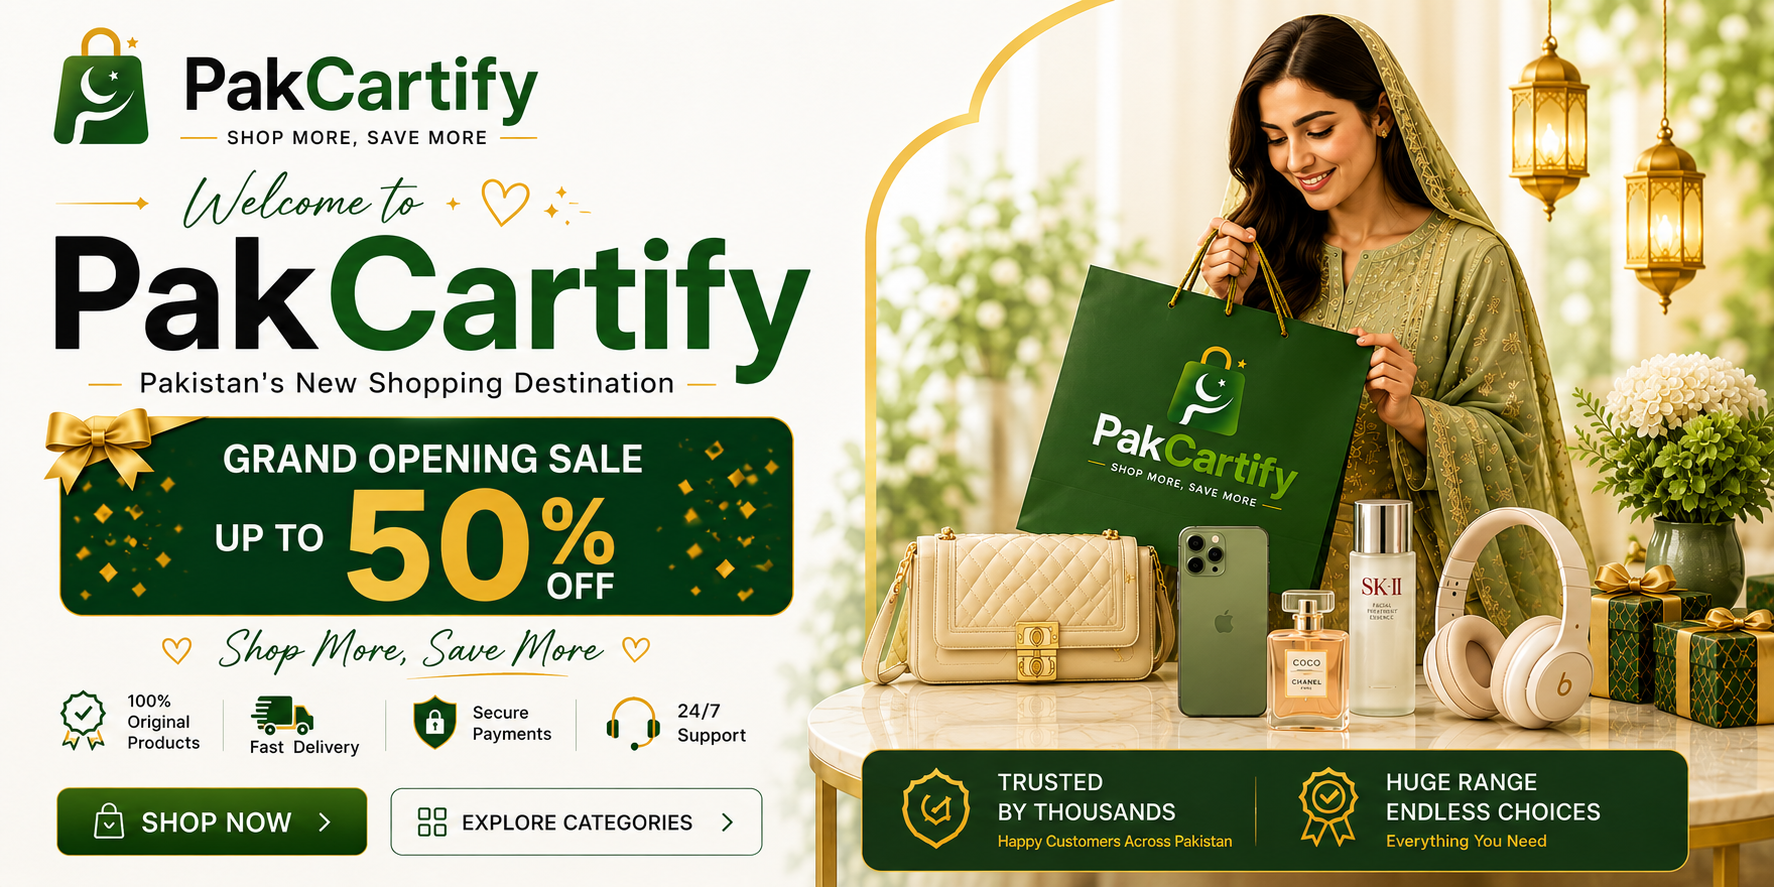 PakCartify
SHOP MORE, SAVE MORE
Welcome to
PakCartify
Pakistan's New Shopping Destination
GRAND OPENING SALE
UP TO 50% OFF
Shop More, Save More
100%
Original
Products
Fast Delivery
Secure
Payments
24/7
Support
SHOP NOW
EXPLORE CATEGORIES
PakCartify
SHOP MORE, SAVE MORE
SK-II
FACIAL
TREATMENT
ESSENCE
COCO
CHANEL
b
TRUSTED
BY THOUSANDS
Happy Customers Across Pakistan
HUGE RANGE
ENDLESS CHOICES
Everything You Need